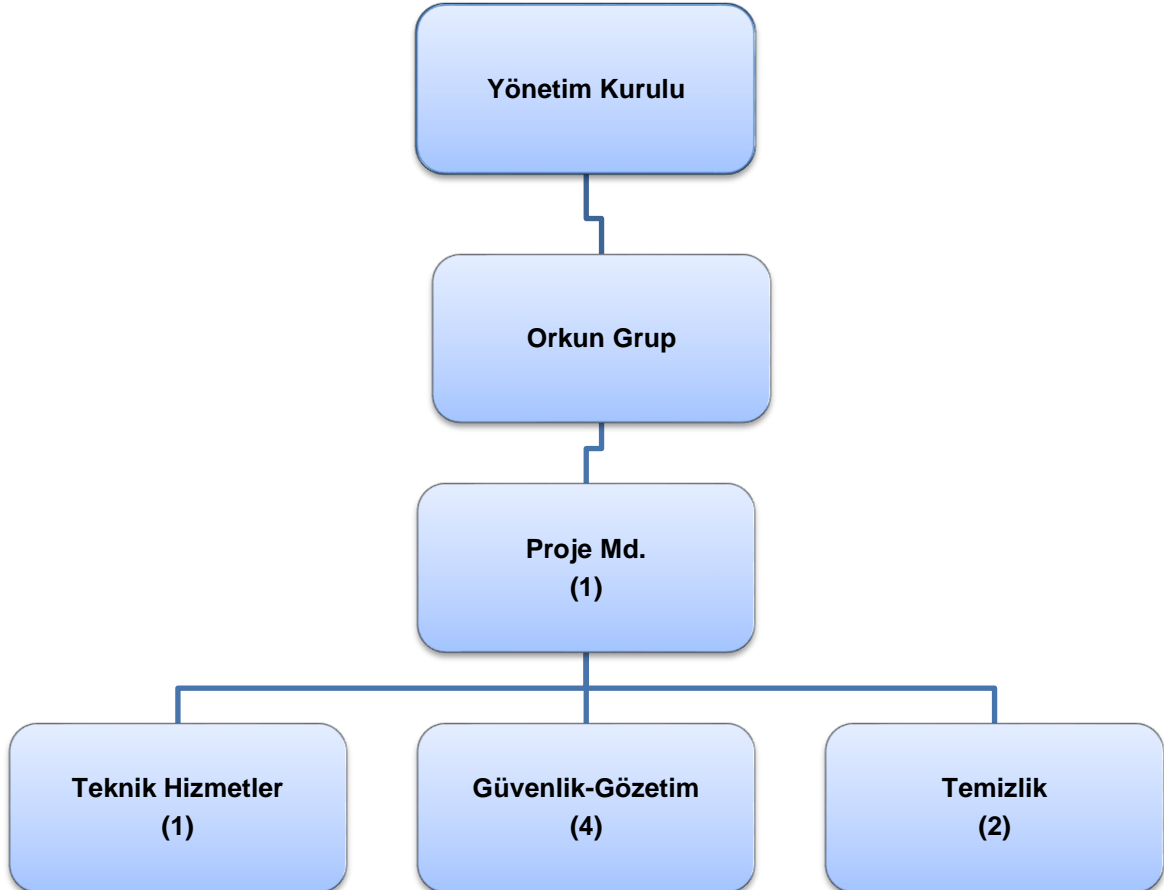 Yönetim Kurulu
Orkun Grup
Proje Md.
(1)
Teknik Hizmetler
(1)
Güvenlik-Gözetim
(4)
Temizlik
(2)